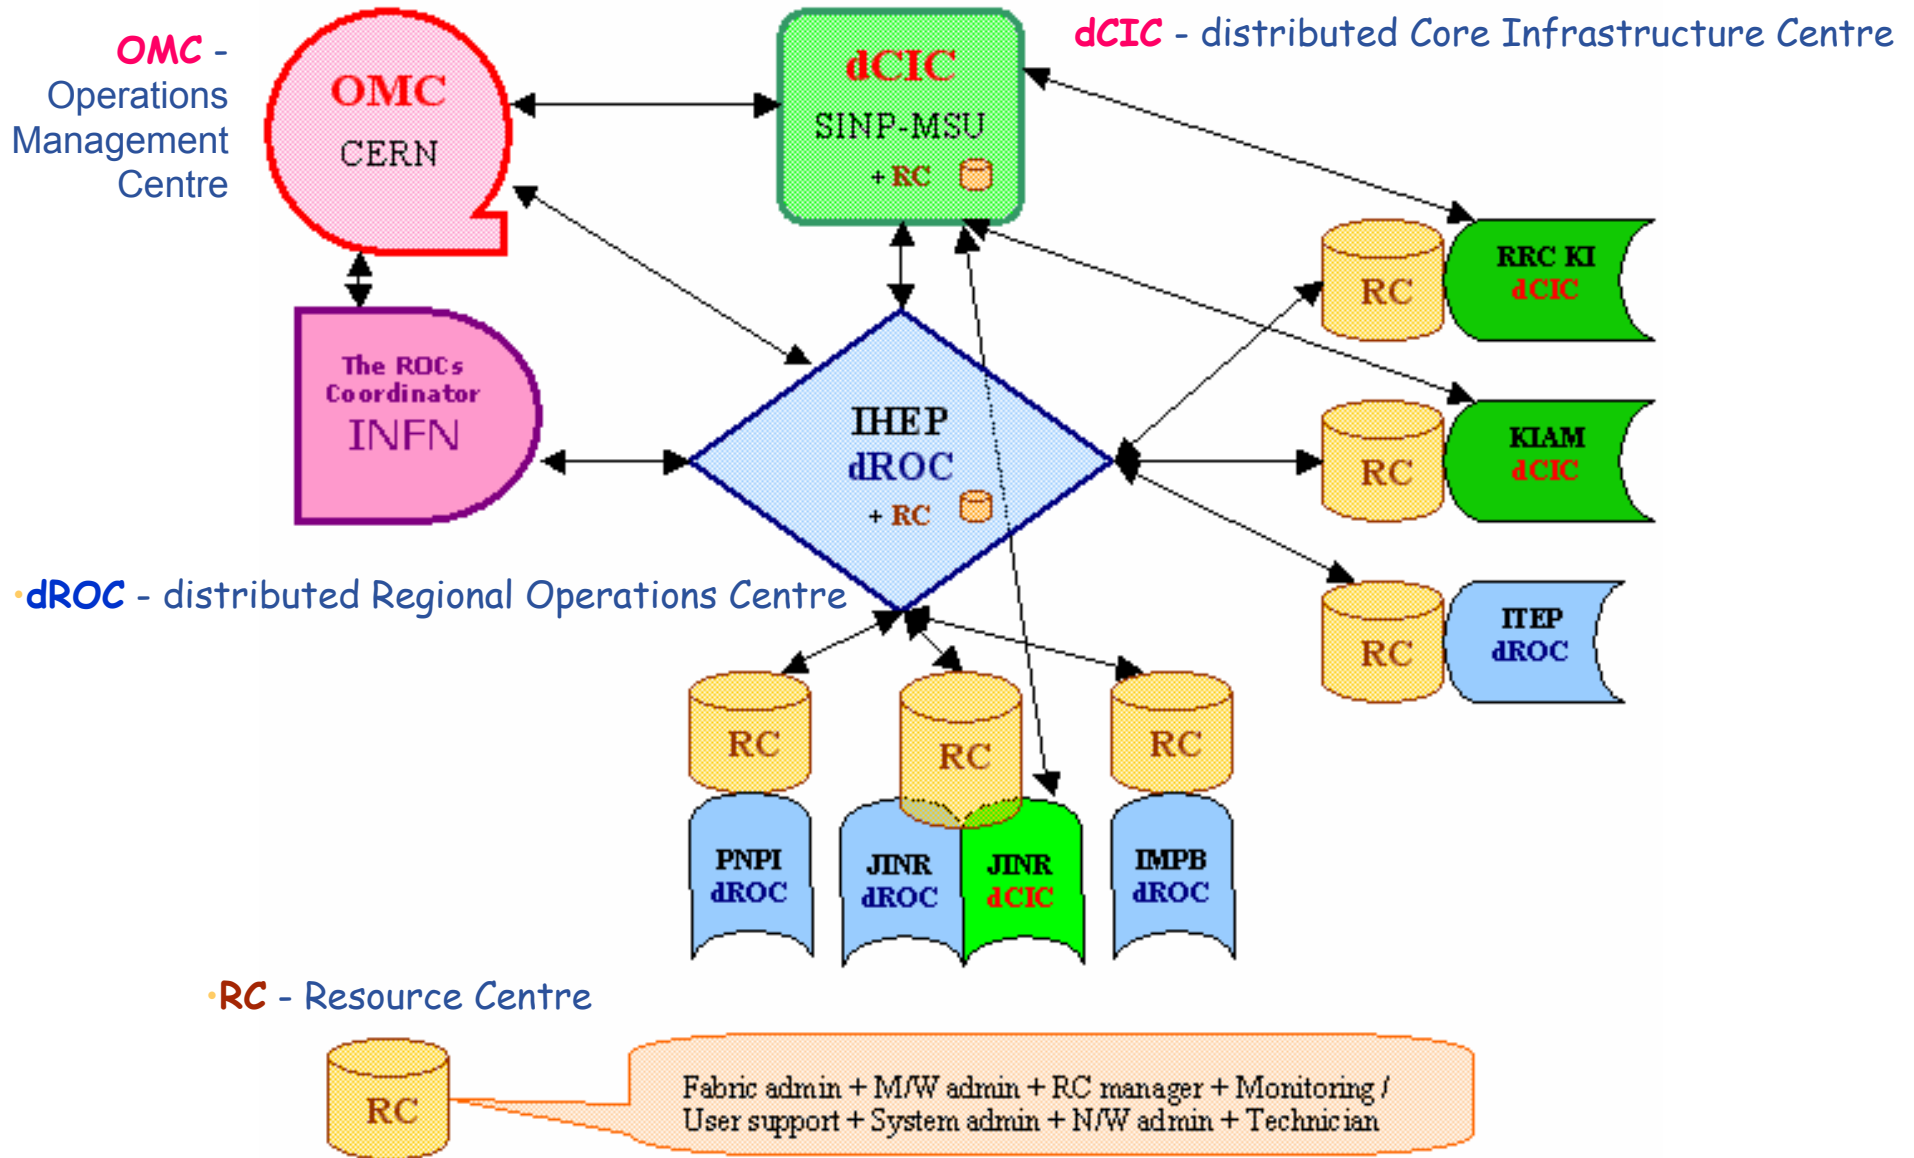 OMC -
Operations
Management
Centre
OMC
CERN
dCIC
SINP-MSU
+ RC
dCIC - distributed Core Infrastructure Centre
RC
RRC KI
dCIC
The ROCs
Coordinator
INFN
IHEP
dROC
+ RC
RC
KIAM
dCIC
·dROC - distributed Regional Operations Centre
RC
ITEP
dROC
RC
PNPI
dROC
RC
JINR
dROC
JINR
dCIC
RC
IMPB
dROC
·RC - Resource Centre
RC
Fabric admin + M/W admin + RC manager + Monitoring /
User support + System admin + N/W admin + Technician